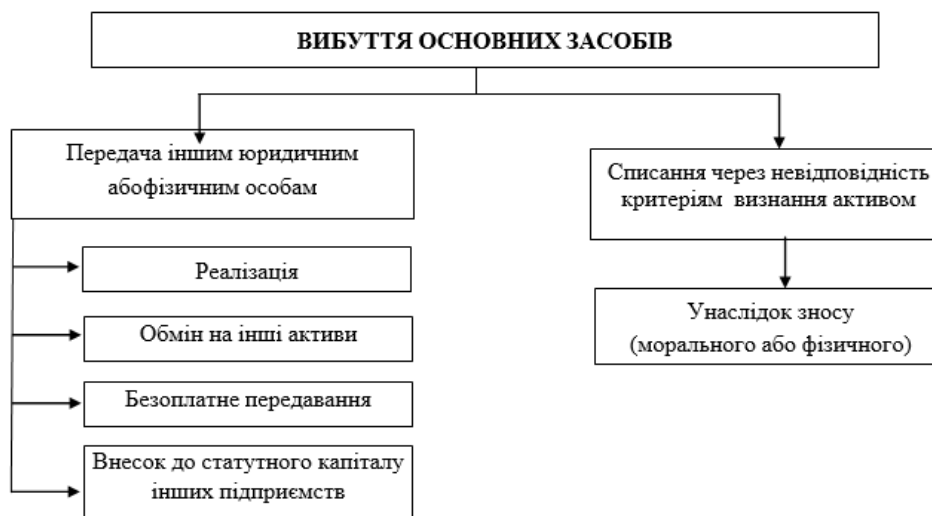 ВИБУТТЯ ОСНОВНИХ ЗАСОБІВ
Передача іншим юридичним
абофізичним особам
Реалізація
Обмін на інші активи
Безоплатне передавання
Внесок до статутного капіталу
інших підприємств
Списання через невідповідність
критеріям визнання активом
Унаслідок зносу
(морального або фізичного)